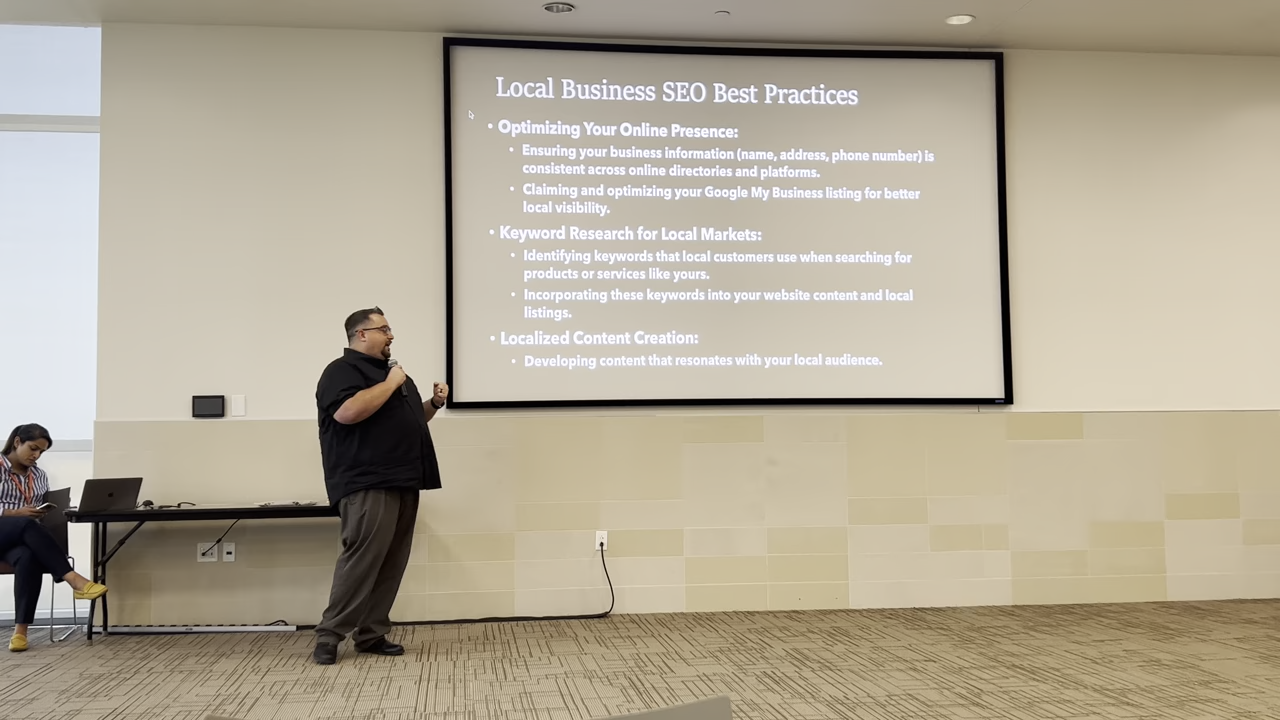 Local Business SEO Best Practices
• Optimizing Your Online Presence:
• Ensuring your business information (name, address, phone number) is
consistent across online directories and platforms.
• Claiming and optimizing your Google My Business listing for better
local visibility.
• Keyword Research for Local Markets:
• Identifying keywords that local customers use when searching for
products or services like yours.
• Incorporating these keywords into your website content and local
listings.
• Localized Content Creation:
• Developing content that resonates with your local audience.